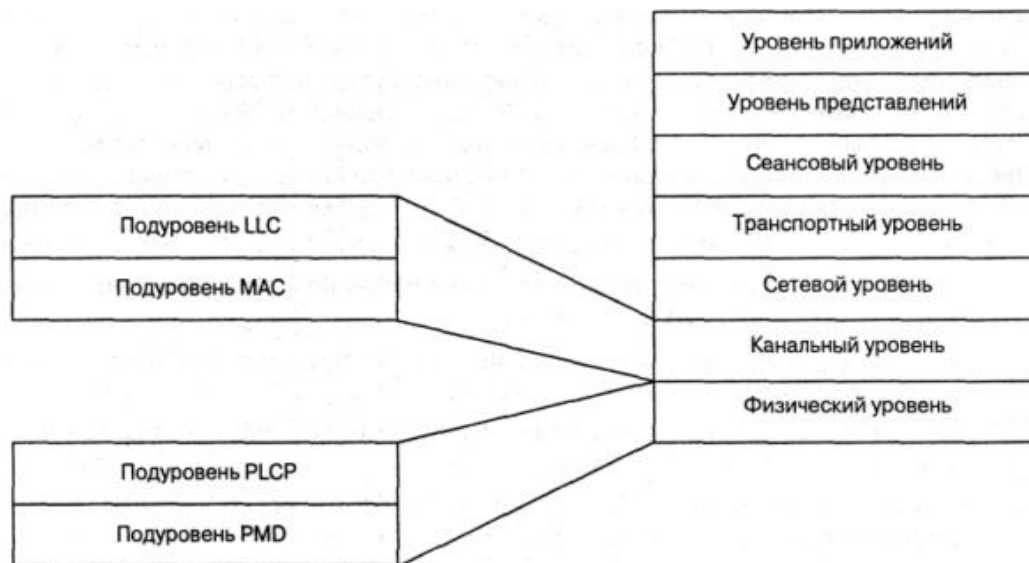 Уровень приложений
Уровень представлений
Сеансовый уровень
Транспортный уровень
Сетевой уровень
Канальный уровень
Физический уровень
Подуровень LLC
Подуровень MAC
Подуровень PLCP
Подуровень PMD